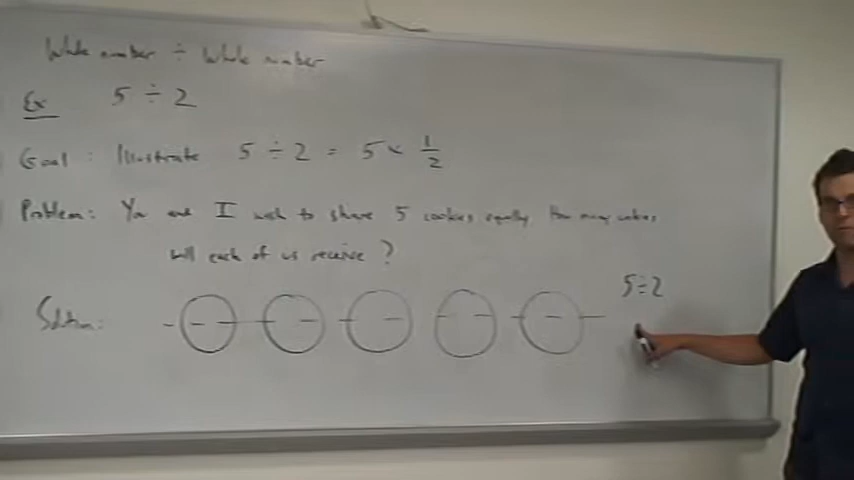 Whole number ÷ Whole number
Ex 5 ÷ 2
Goal : Illustrate 5 ÷ 2 = 5 × 1/2
Problem: You and I wish to share 5 cookies equally. How many cookies
will each of us receive ?
Solution:
5÷2